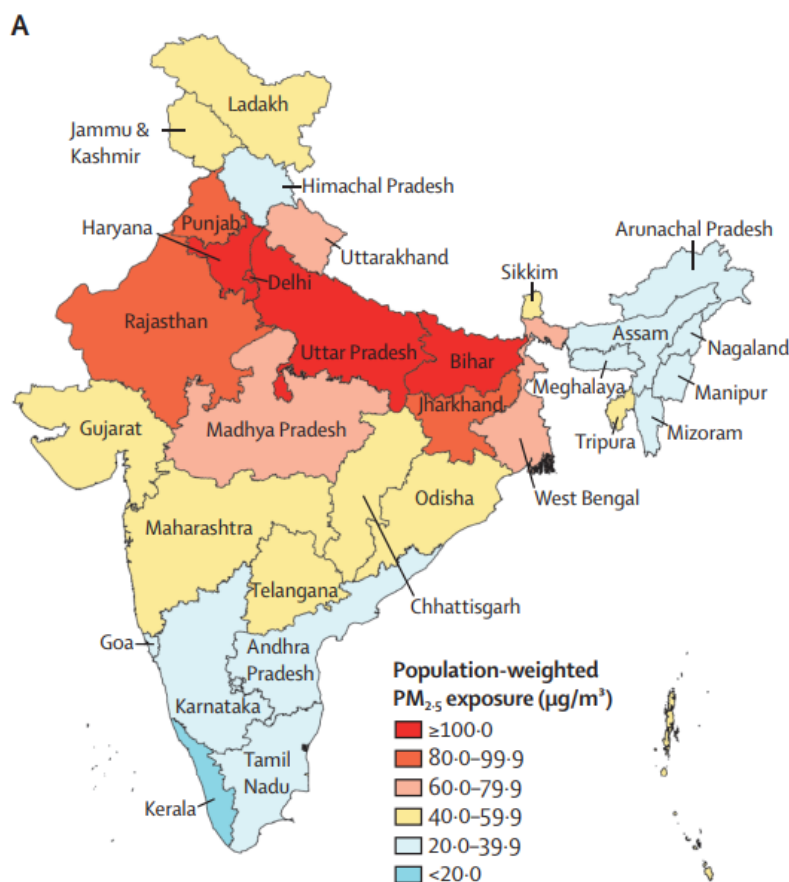 A
Ladakh
Jammu &
Kashmir
Himachal Pradesh
Punjab
Haryana
Uttarakhand
Arunachal Pradesh
Sikkim
Delhi
Rajasthan
Assam
Nagaland
Uttar Pradesh
Bihar
Meghalaya
Manipur
Jharkhand
Gujarat
Madhya Pradesh
Tripura
Mizoram
West Bengal
Odisha
Maharashtra
Telangana
Chhattisgarh
Goa
Andhra
Pradesh
Karnataka
Tamil
Nadu
Kerala
Population-weighted
PM2·5 exposure (µg/m³)
≥100·0
80·0–99·9
60·0–79·9
40·0–59·9
20·0–39·9
<20·0